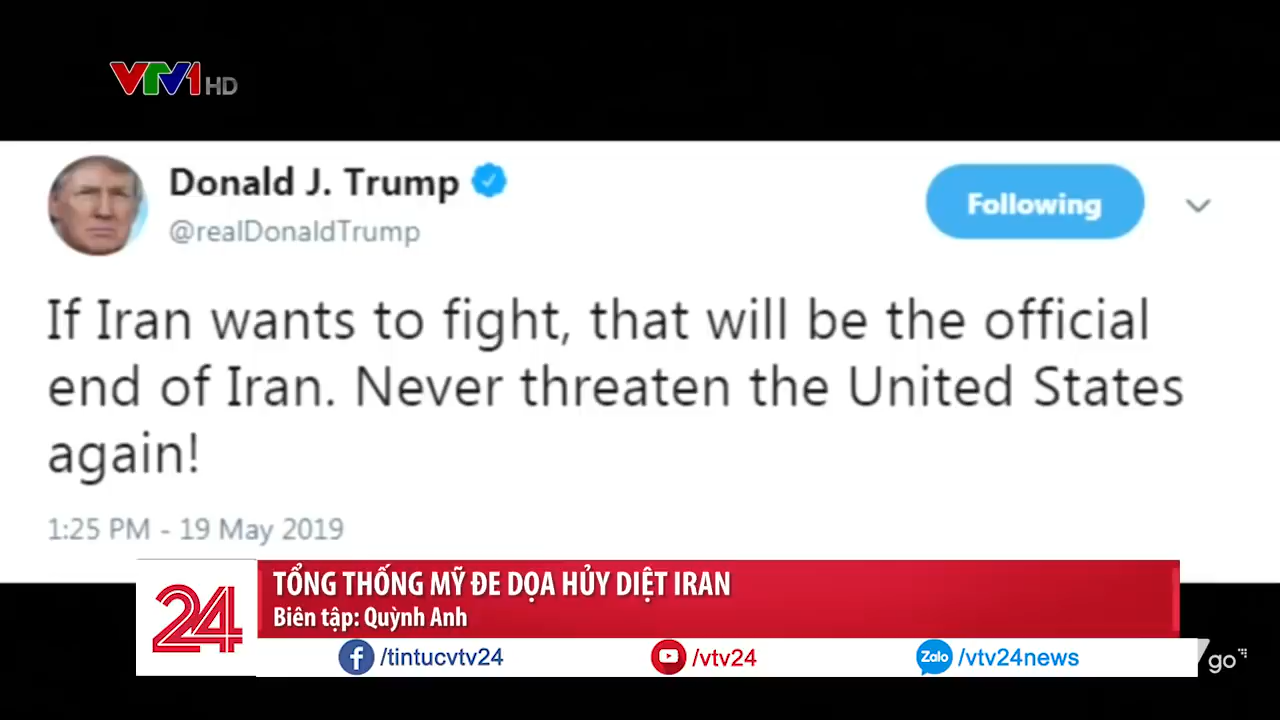 VTV1 HD
Donald J. Trump
@realDonaldTrump
Following
If Iran wants to fight, that will be the official
end of Iran. Never threaten the United States
again!
1:25 PM - 19 May 2019
24
TỔNG THỐNG MỸ ĐE DỌA HỦY DIỆT IRAN
Biên tập: Quỳnh Anh
/tintucvtv24
/vtv24
Zalo /vtv24news
go